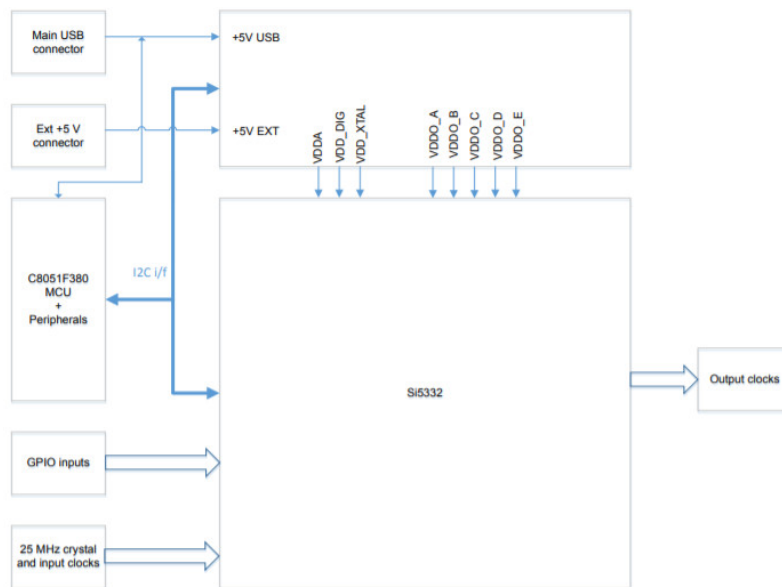 Main USB
connector
+5V USB
Ext +5 V
connector
+5V EXT
VDDA
VDD_DIG
VDD_XTAL
VDDO_A
VDDO_B
VDDO_C
VDDO_D
VDDO_E
I2C i/f
C8051F380
MCU
+
Peripherals
Si5332
Output clocks
GPIO inputs
25 MHz crystal
and input clocks